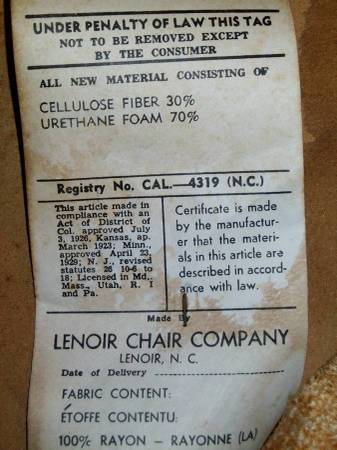 UNDER PENALTY OF LAW THIS TAG
NOT TO BE REMOVED EXCEPT
BY THE CONSUMER
ALL NEW MATERIAL CONSISTING OF
CELLULOSE FIBER 30%
URETHANE FOAM 70%
Registry No. CAL.—4319 (N.C.)
This article made in
compliance with an
Act of District of
Col. approved July
3, 1926, Kansas, ap.
March 1923; Minn.,
approved April 23,
1929; N. J., revised
statutes 26 10-6 to
18; Licensed in Md.,
Mass., Utah, R. I
and Pa.
Certificate is made
by the manufactur-
er that the materi-
als in this article are
described in accord-
ance with law.
Made By
LENOIR CHAIR COMPANY
LENOIR, N. C.
Date of Delivery
FABRIC CONTENT:
ÉTOFFE CONTENTU:
100% RAYON – RAYONNE (LA)